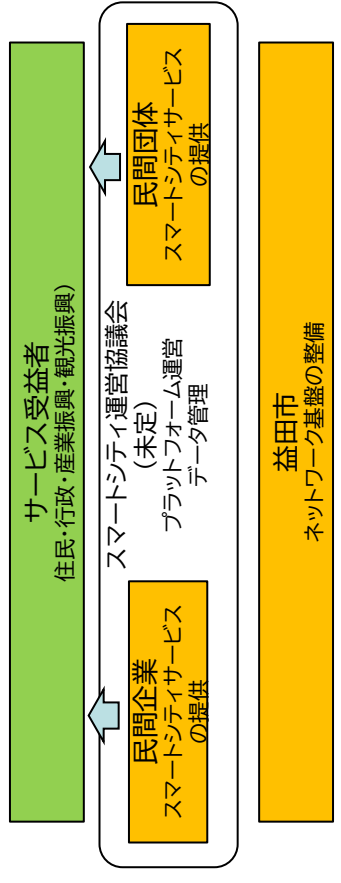 サービス受益者
住民・行政・産業振興・観光振興)
スマートシティ運営協議会
(未定)
プラットフォーム運営
データ管理
民間企業
スマートシティサービス
の提供
民間団体
スマートシティサービス
の提供
益田市
ネットワーク基盤の整備